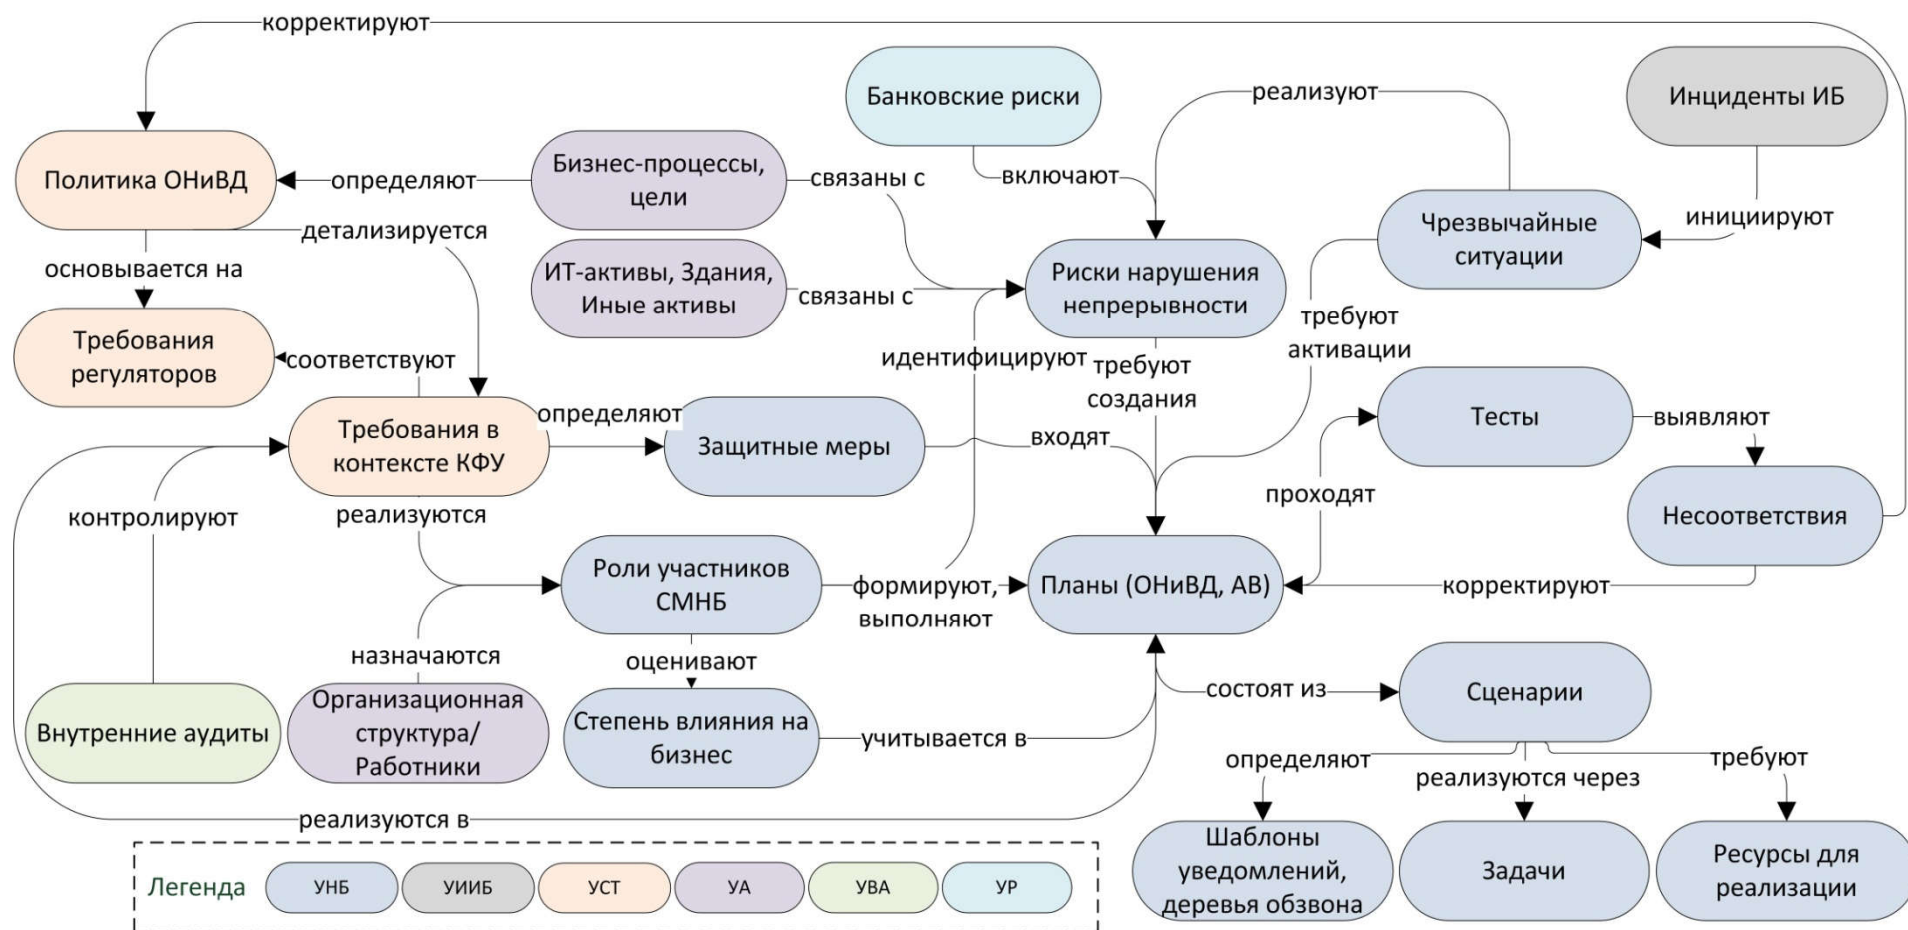 корректируют
Банковские риски
реализуют
Инциденты ИБ
Политика ОНиВД
определяют
Бизнес-процессы,
цели
связаны с
включают
Чрезвычайные
ситуации
инициируют
детализируется
основывается на
ИТ-активы, Здания,
Иные активы
связаны с
Риски нарушения
непрерывности
требуют
активации
Требования
регуляторов
соответствуют
идентифицируют
требуют
создания
Требования в
контексте КФУ
определяют
Защитные меры
входят
Тесты
выявляют
контролируют
реализуются
проходят
Несоответствия
Роли участников
СМНБ
формируют,
выполняют
Планы (ОНиВД, АВ)
корректируют
назначаются
оценивают
состоят из
Сценарии
Внутренние аудиты
Организационная
структура/
Работники
Степень влияния на
бизнес
учитывается в
определяют
реализуются через
требуют
реализуются в
Шаблоны
уведомлений,
деревья обзвона
Задачи
Ресурсы для
реализации
Легенда
УНБ
УИИБ
УСТ
УА
УВА
УР